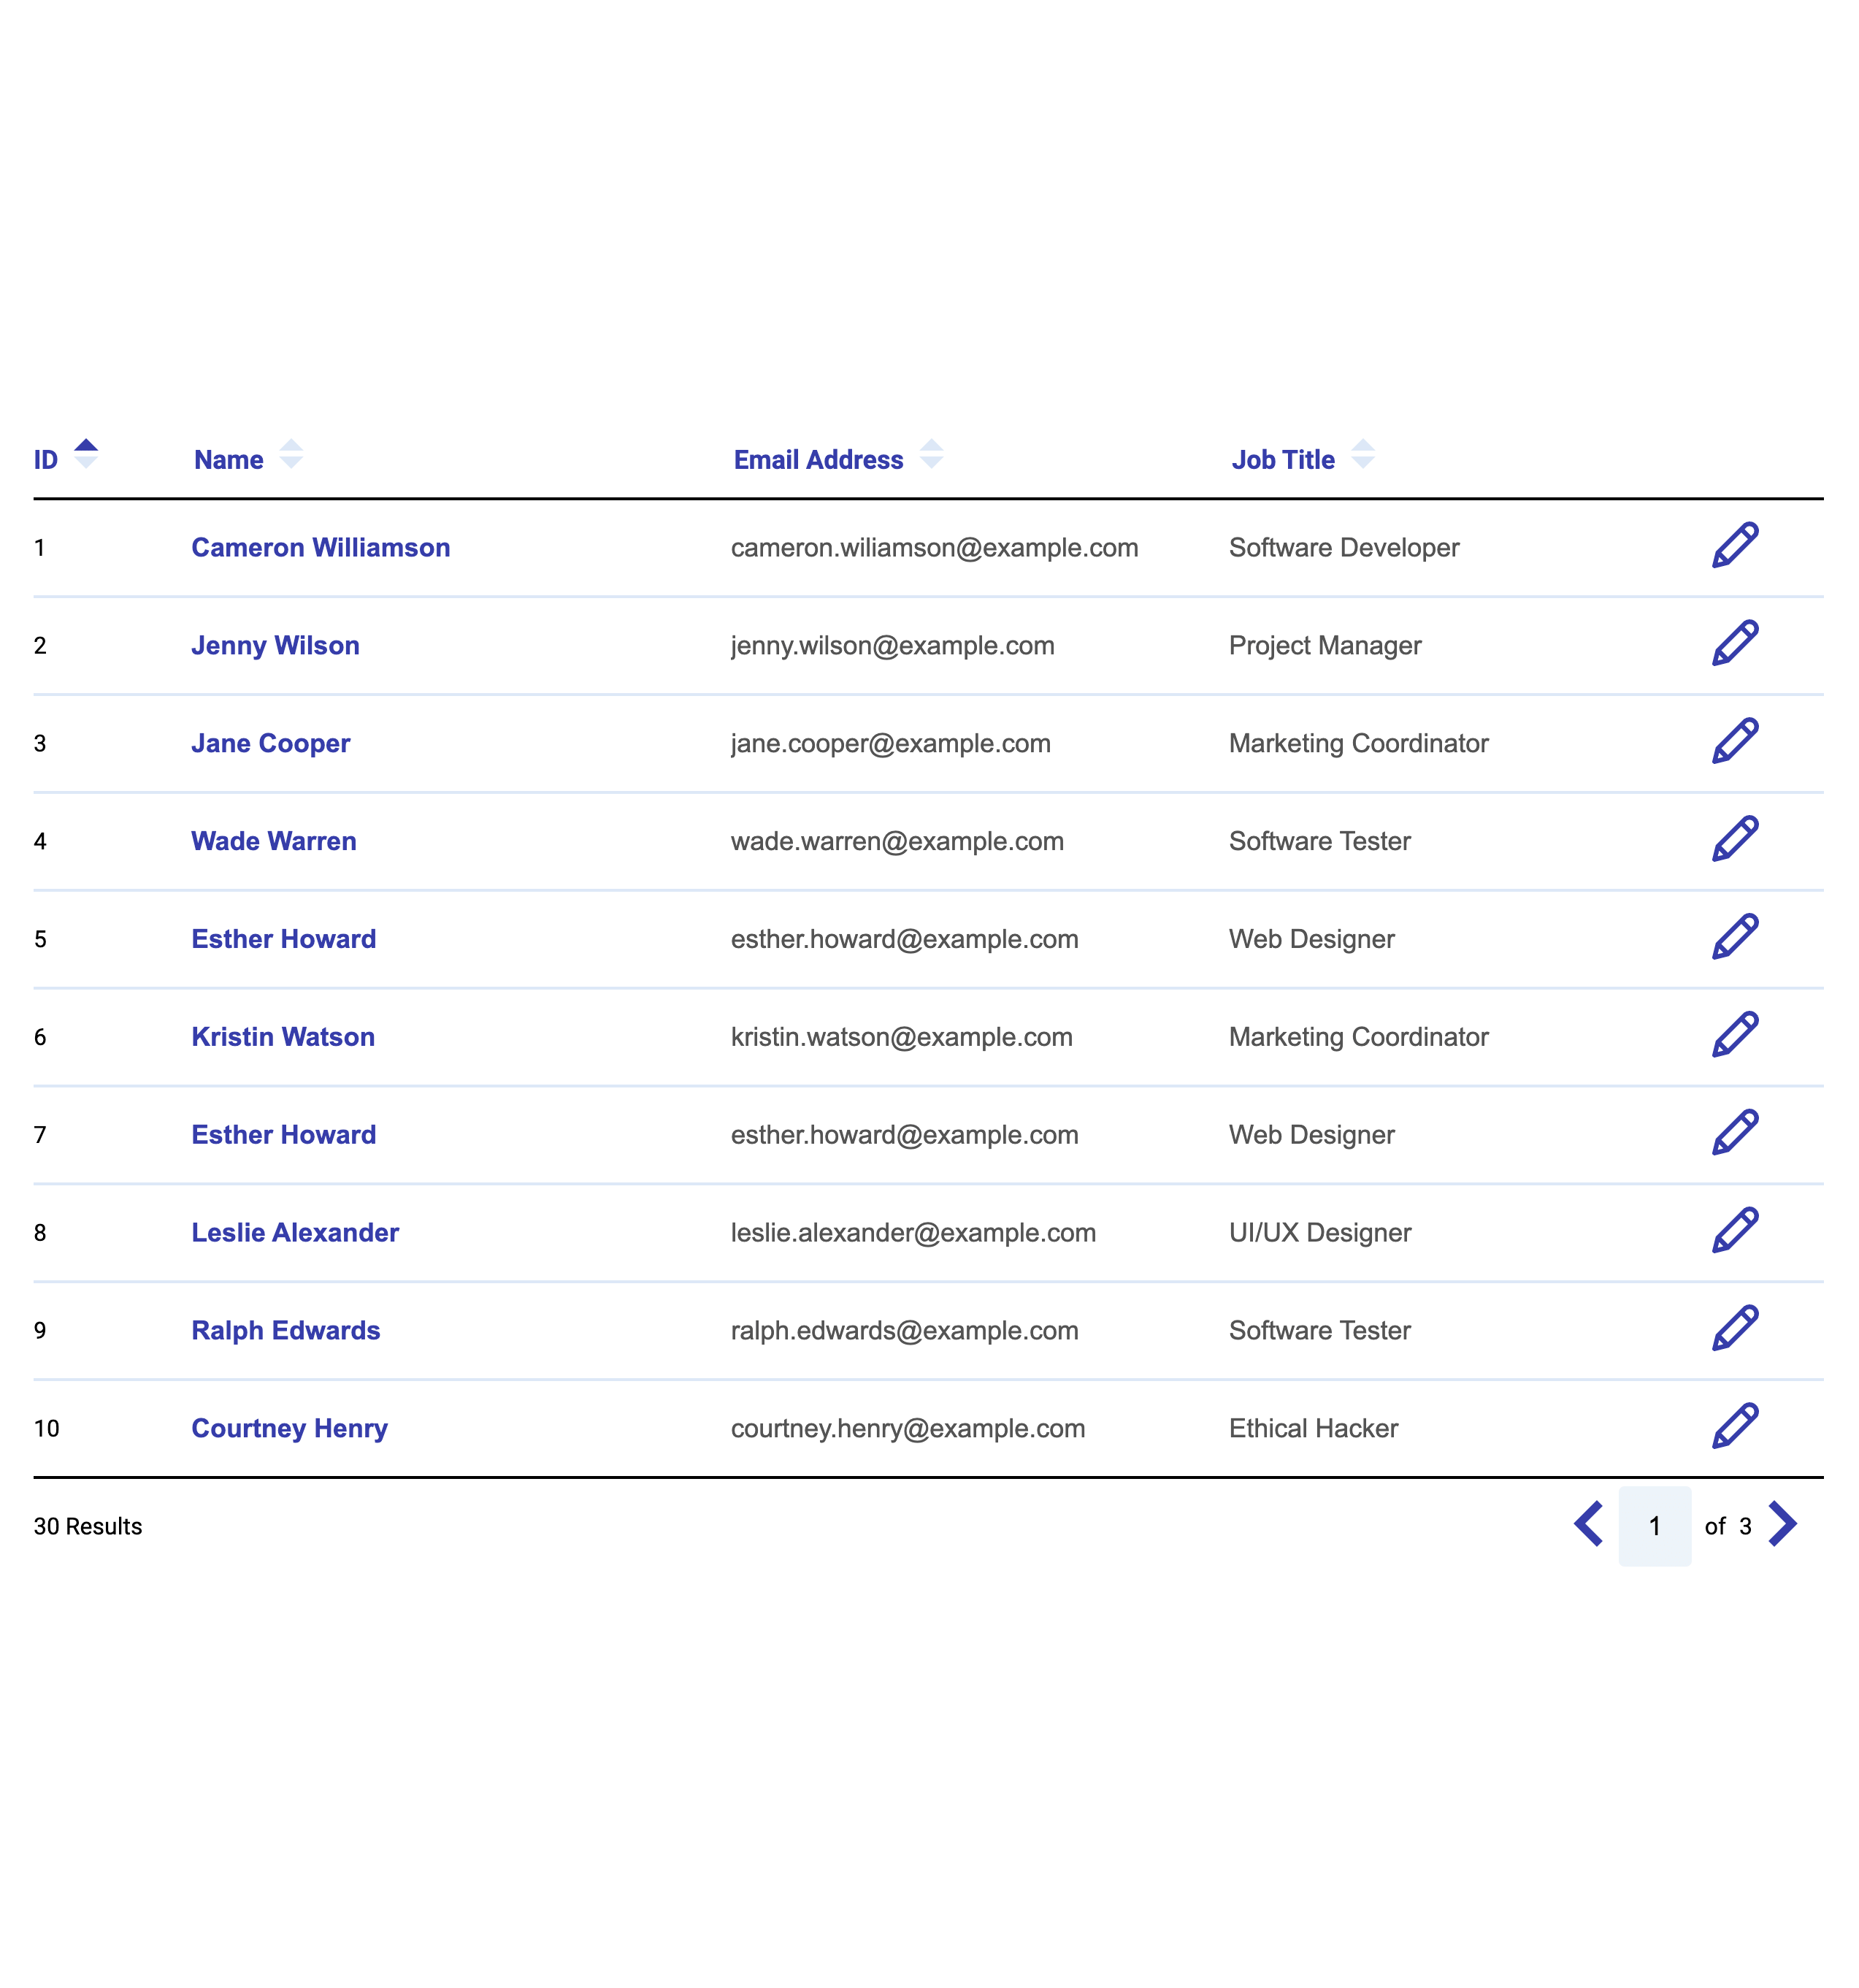 ID Name Email Address Job Title
1 Cameron Williamson cameron.wiliamson@example.com Software Developer
2 Jenny Wilson jenny.wilson@example.com Project Manager
3 Jane Cooper jane.cooper@example.com Marketing Coordinator
4 Wade Warren wade.warren@example.com Software Tester
5 Esther Howard esther.howard@example.com Web Designer
6 Kristin Watson kristin.watson@example.com Marketing Coordinator
7 Esther Howard esther.howard@example.com Web Designer
8 Leslie Alexander leslie.alexander@example.com UI/UX Designer
9 Ralph Edwards ralph.edwards@example.com Software Tester
10 Courtney Henry courtney.henry@example.com Ethical Hacker
30 Results 1 of 3